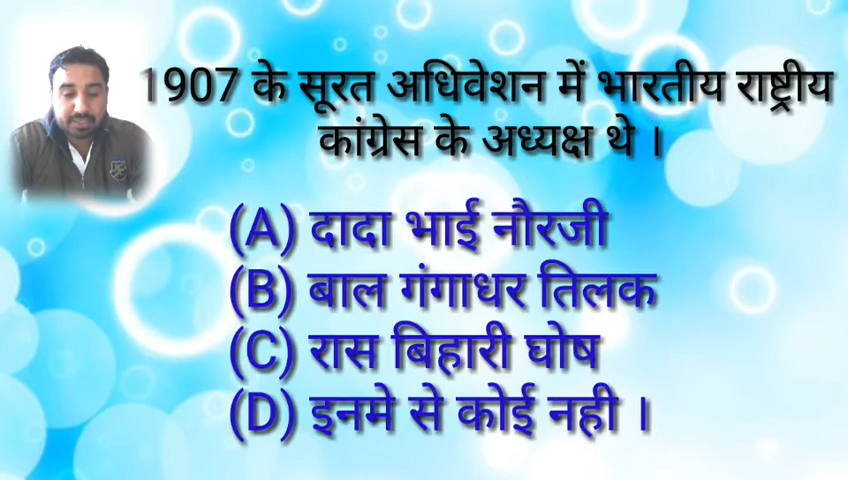 1907 के सूरत अधिवेशन में भारतीय राष्ट्रीय
कांग्रेस के अध्यक्ष थे ।
(A) दादा भाई नौरजी
(B) बाल गंगाधर तिलक
(C) रास बिहारी घोष
(D) इनमे से कोई नही ।